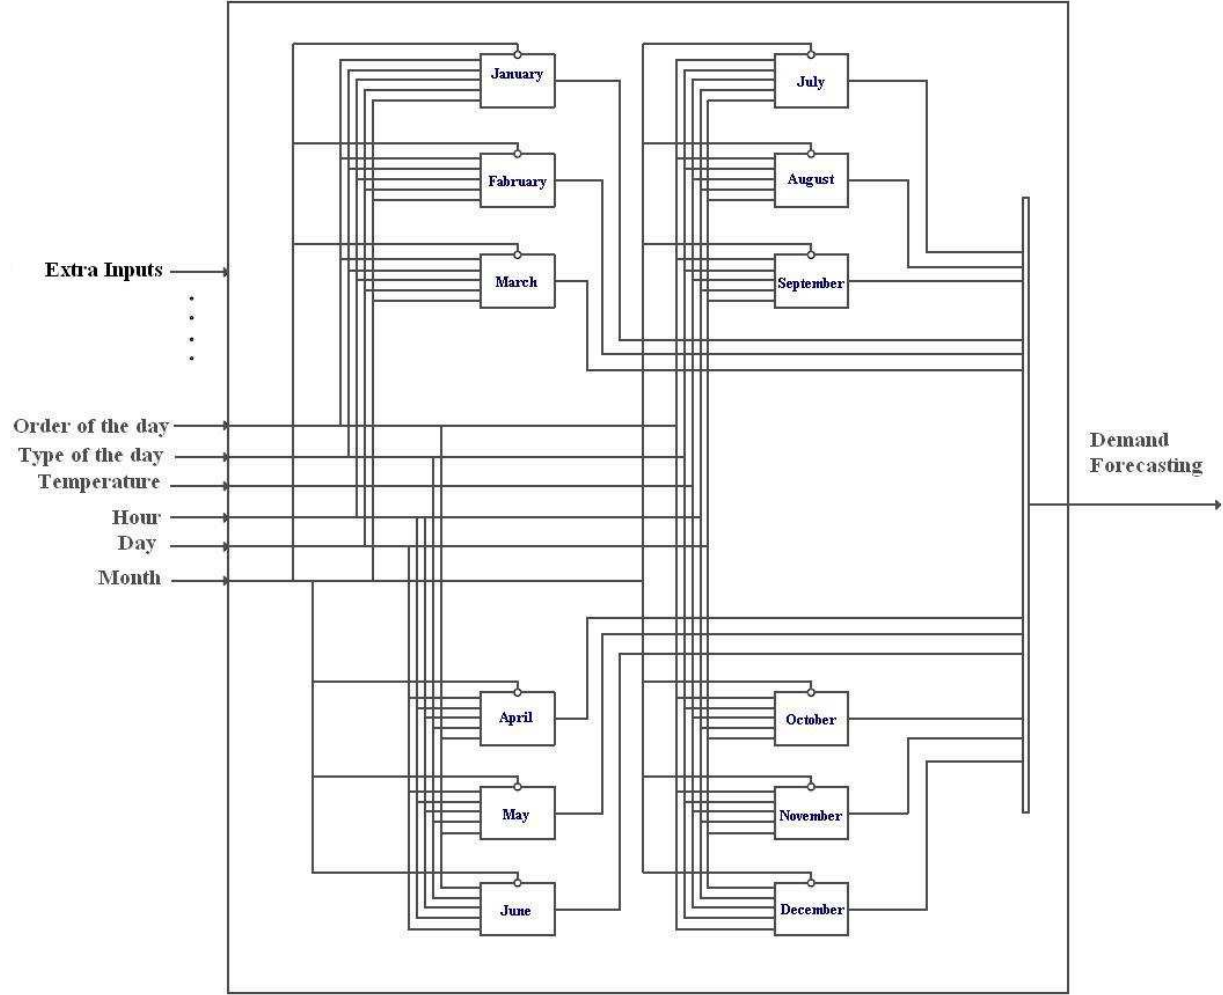 January
July
Fabruary
August
Extra Inputs
March
September
Order of the day
Type of the day
Temperature
Hour
Day
Month
Demand
Forecasting
April
October
May
November
June
December